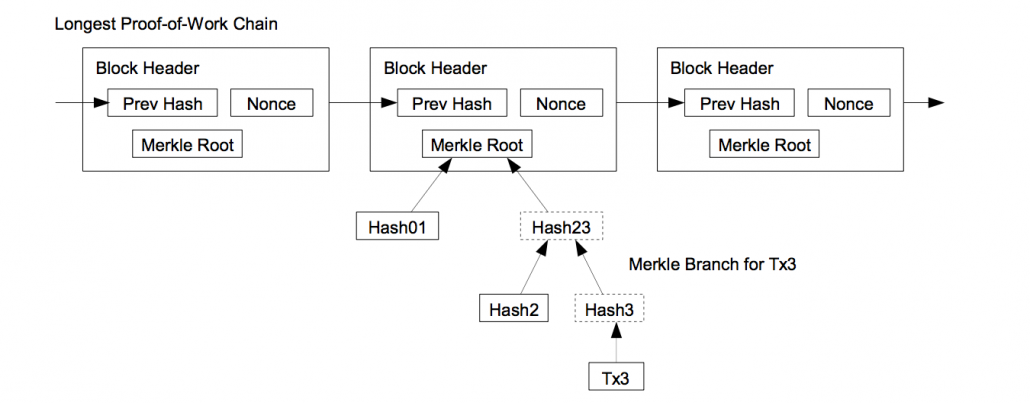 Longest Proof-of-Work Chain
Block Header
Prev Hash
Nonce
Merkle Root
Block Header
Prev Hash
Nonce
Merkle Root
Block Header
Prev Hash
Nonce
Merkle Root
Hash01
Hash23
Merkle Branch for Tx3
Hash2
Hash3
Tx3